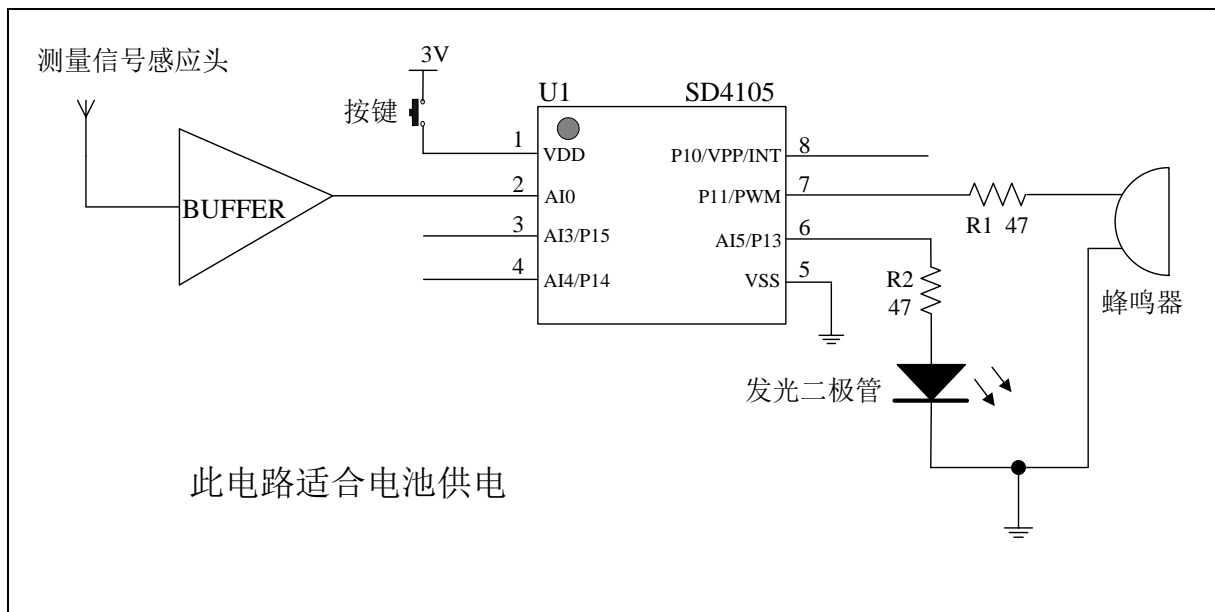 测量信号感应头
3V
按键
U1
SD4105
BUFFER
1
VDD
2
AI0
3
AI3/P15
4
AI4/P14
P10/VPP/INT
8
P11/PWM
7
AI5/P13
6
VSS
5
R1 47
R2
47
蜂鸣器
发光二极管
此电路适合电池供电